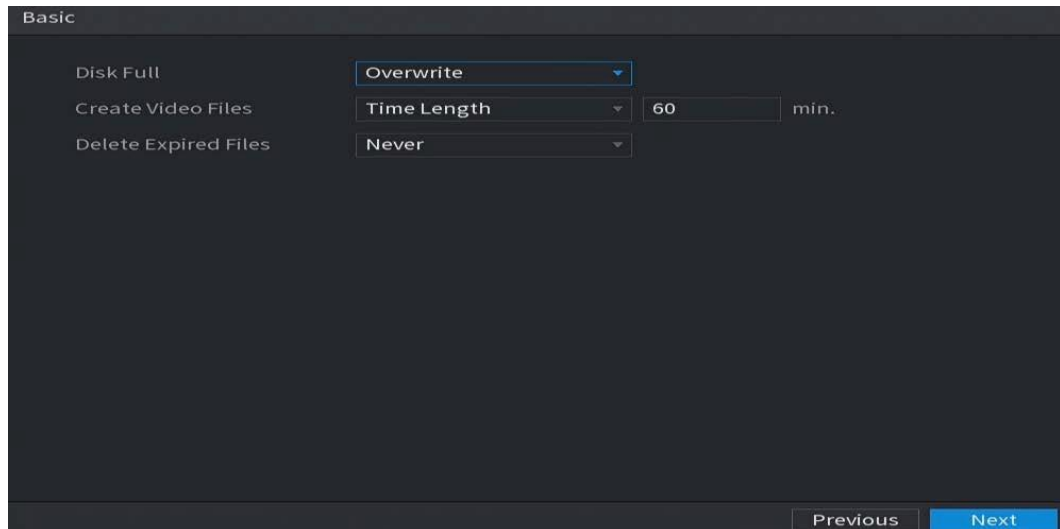 Basic
Disk Full Overwrite
Create Video Files Time Length 60 min.
Delete Expired Files Never
Previous Next